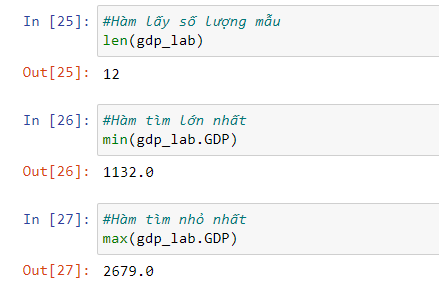 In [25]: #Hàm lấy số lượng mẫu
len(gdp_lab)
Out[25]: 12
In [26]: #Hàm tìm lớn nhất
min(gdp_lab.GDP)
Out[26]: 1132.0
In [27]: #Hàm tìm nhỏ nhất
max(gdp_lab.GDP)
Out[27]: 2679.0